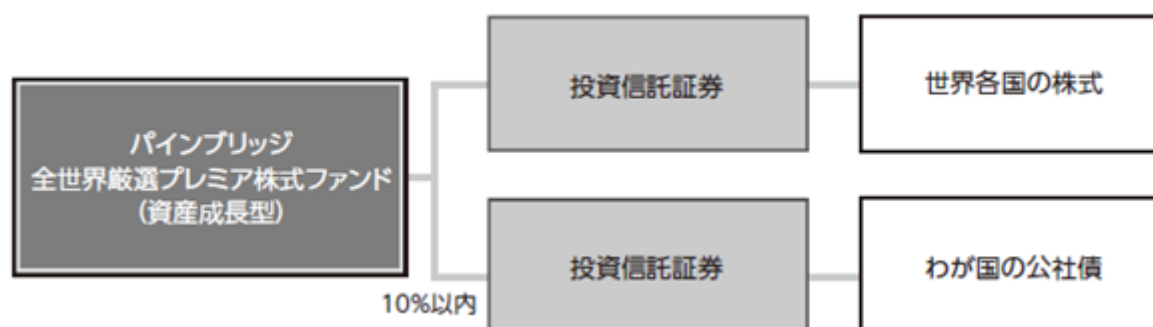 投資信託証券
世界各国の株式
パインブリッジ
全世界厳選プレミア株式ファンド
（資産成長型）
投資信託証券
わが国の公社債
10%以内